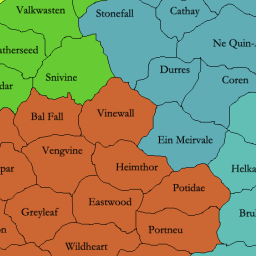 Valkwasten
Stonefall
Cathay
Ne Quin-
atherseed
Snivine
Durres
Coren
dar
Bal Fall
Vinewall
Ein Meirvale
Vengvine
Heimthor
Helka
par
Potidae
Eastwood
Greyleaf
Bru
Portneu
on
Wildheart